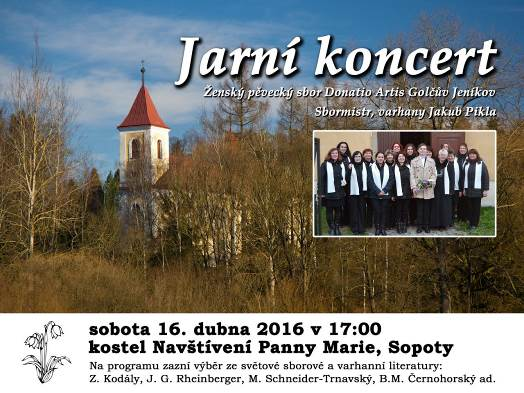 Jarní koncert
Ženský pěvecký sbor Donatio Artis Golčův Jeníkov
Sbormistr, varhany Jakub Pikla
sobota 16. dubna 2016 v 17:00
kostel Navštívení Panny Marie, Sopoty
Na programu zazní výběr ze světové sborové a varhanní literatury:
Z. Kodály, J. G. Rheinberger, M. Schneider-Trnavský, B.M. Černohorský ad.